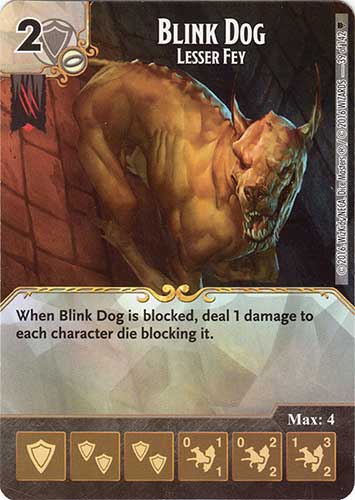 2
BLINK DOG
LESSER FEY
When Blink Dog is blocked, deal 1 damage to
each character die blocking it.
Max: 4
0 1 1
0 2 2
1 3 2